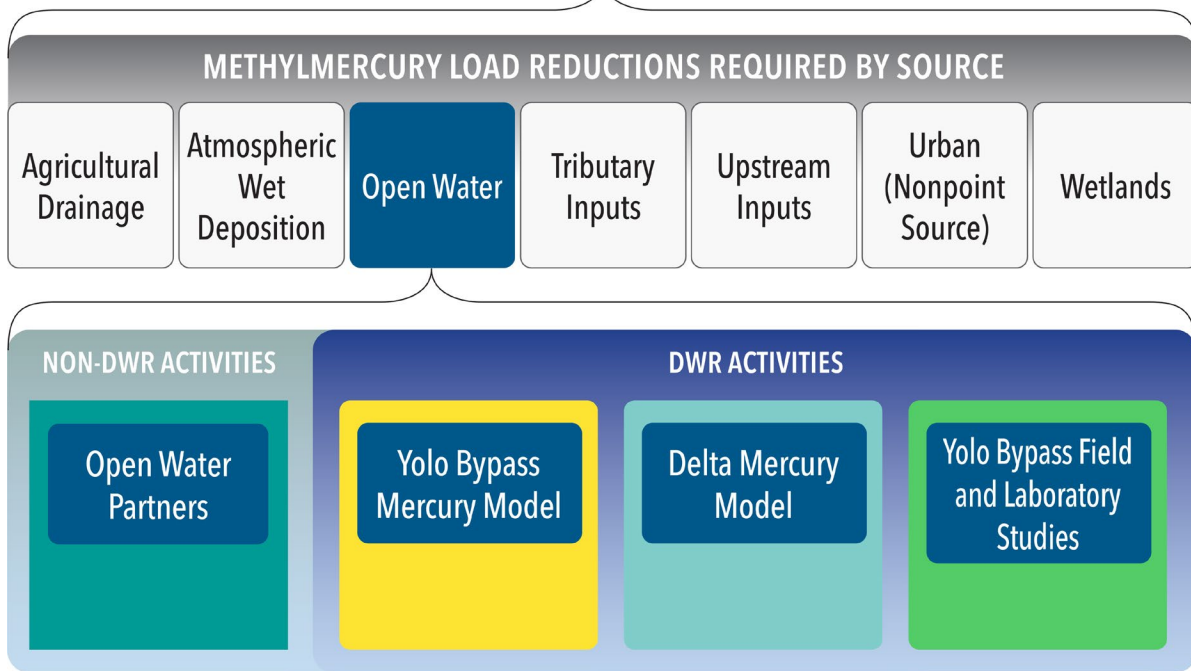 METHYLMERCURY LOAD REDUCTIONS REQUIRED BY SOURCE
Agricultural
Drainage
Atmospheric
Wet
Deposition
Open Water
Tributary
Inputs
Upstream
Inputs
Urban
(Nonpoint
Source)
Wetlands
NON-DWR ACTIVITIES
DWR ACTIVITIES
Open Water
Partners
Yolo Bypass
Mercury Model
Delta Mercury
Model
Yolo Bypass Field
and Laboratory
Studies